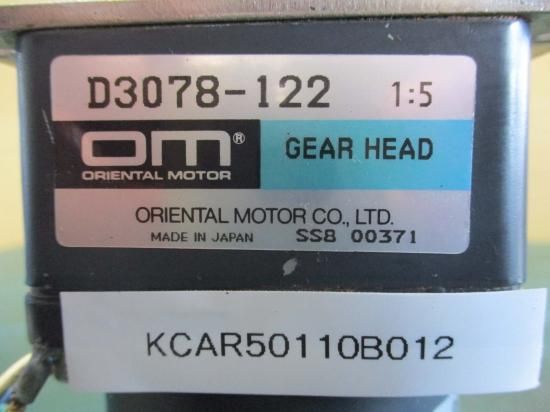 D3078-122 1:5
OM® GEAR HEAD
ORIENTAL MOTOR
ORIENTAL MOTOR CO., LTD.
MADE IN JAPAN SS8 00371
KCAR50110B012